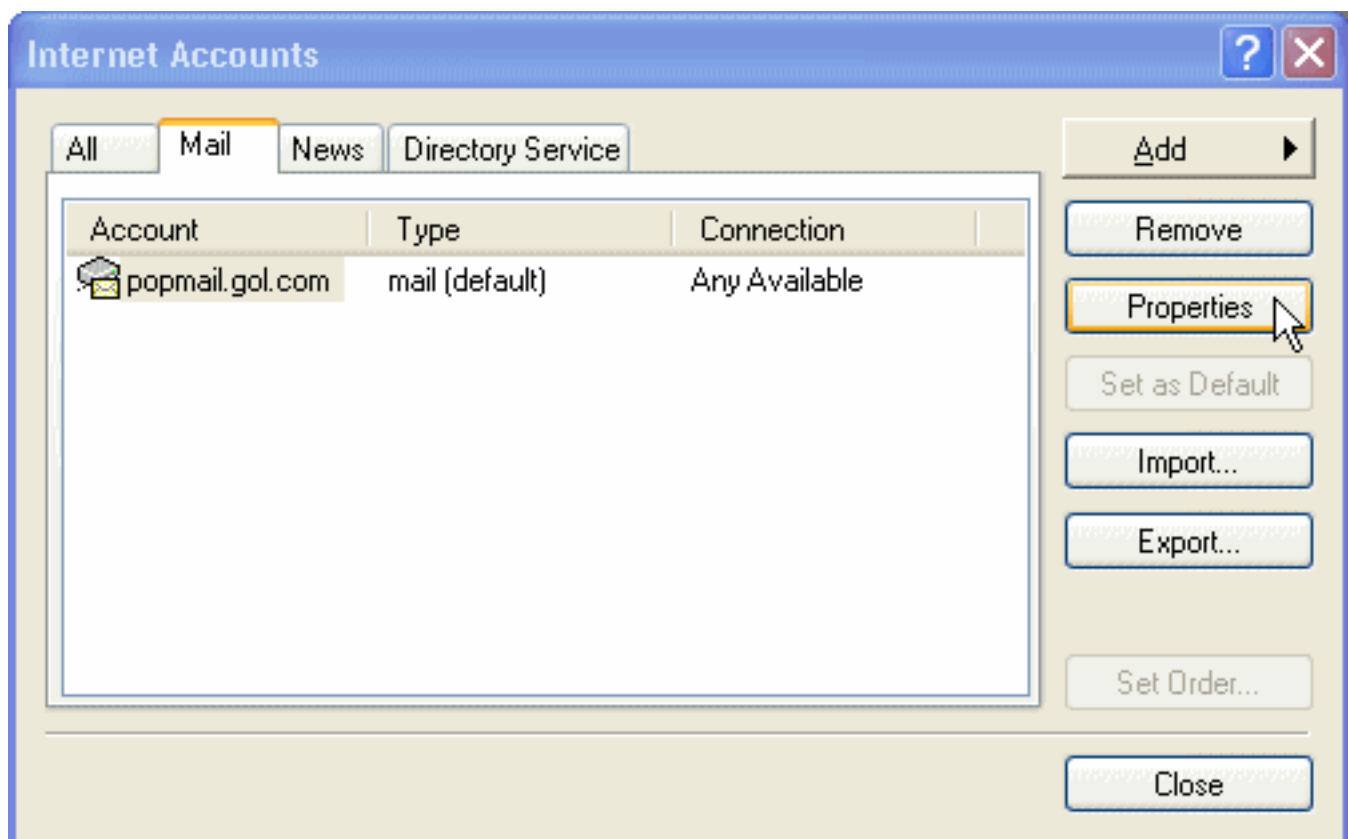 Internet Accounts
All Mail News Directory Service
Add
Account Type Connection
Remove
popmail.gol.com mail (default) Any Available
Properties
Set as Default
Import...
Export...
Set Order...
Close